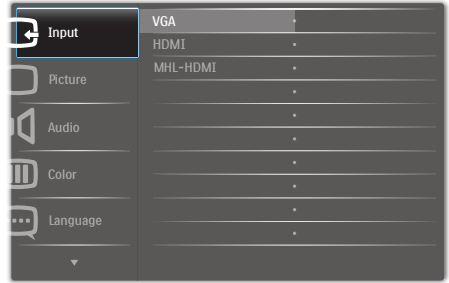 Input
VGA
HDMI
MHL-HDMI
Picture
Audio
Color
Language